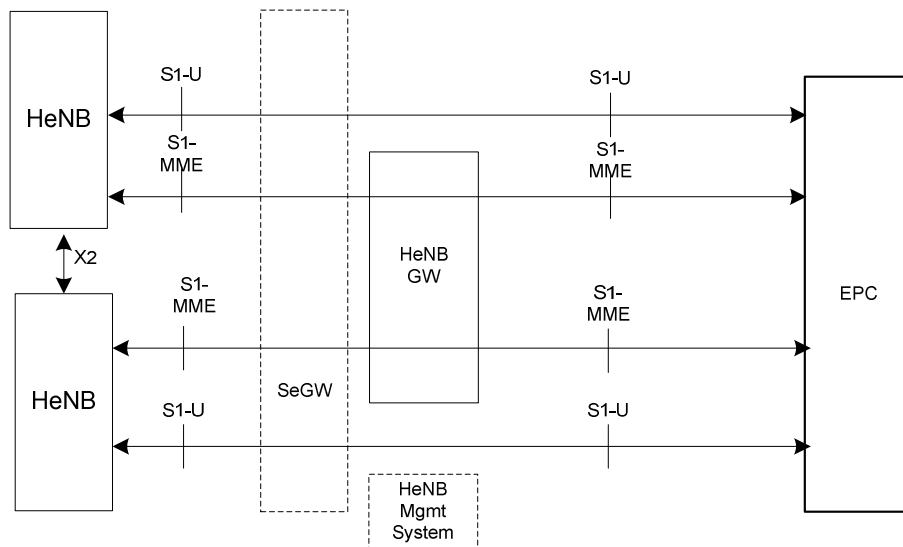 S1-U
S1-U
HeNB
S1-
MME
S1-
MME
X2
HeNB
GW
S1-
MME
S1-
MME
EPC
HeNB
SeGW
S1-U
S1-U
HeNB
Mgmt
System